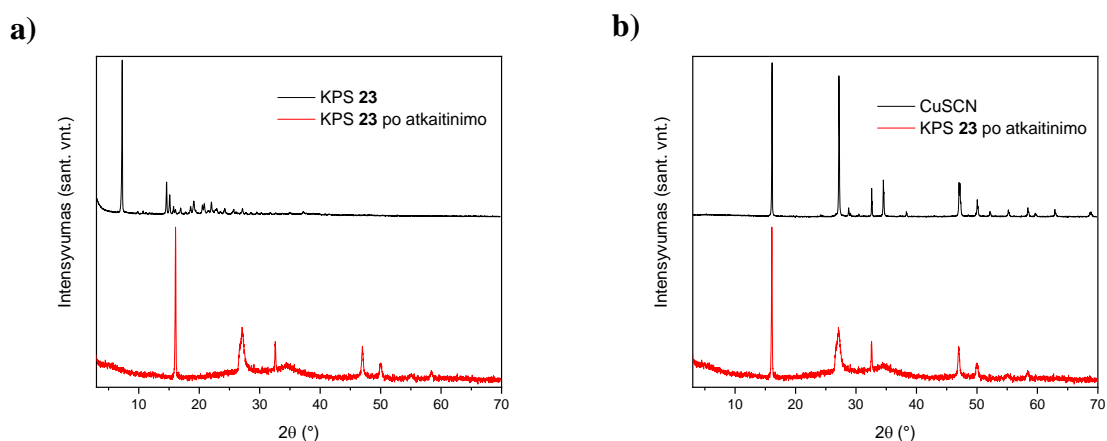 a)
KPS 23
KPS 23 po atkaitinimo
Intensyvumas (sant. vnt.)
10 20 30 40 50 60 70
2θ (°)
b)
CuSCN
KPS 23 po atkaitinimo
Intensyvumas (sant. vnt.)
10 20 30 40 50 60 70
2θ (°)